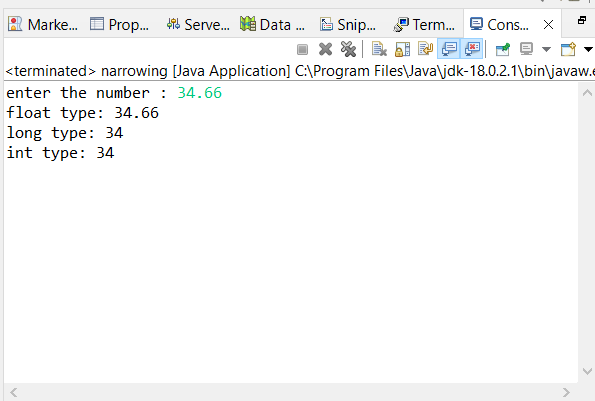 Marke... Prop... Serve... Data ... Snip... Term... Cons...
<terminated> narrowing [Java Application] C:\Program Files\Java\jdk-18.0.2.1\bin\javaw.e
enter the number : 34.66
float type: 34.66
long type: 34
int type: 34